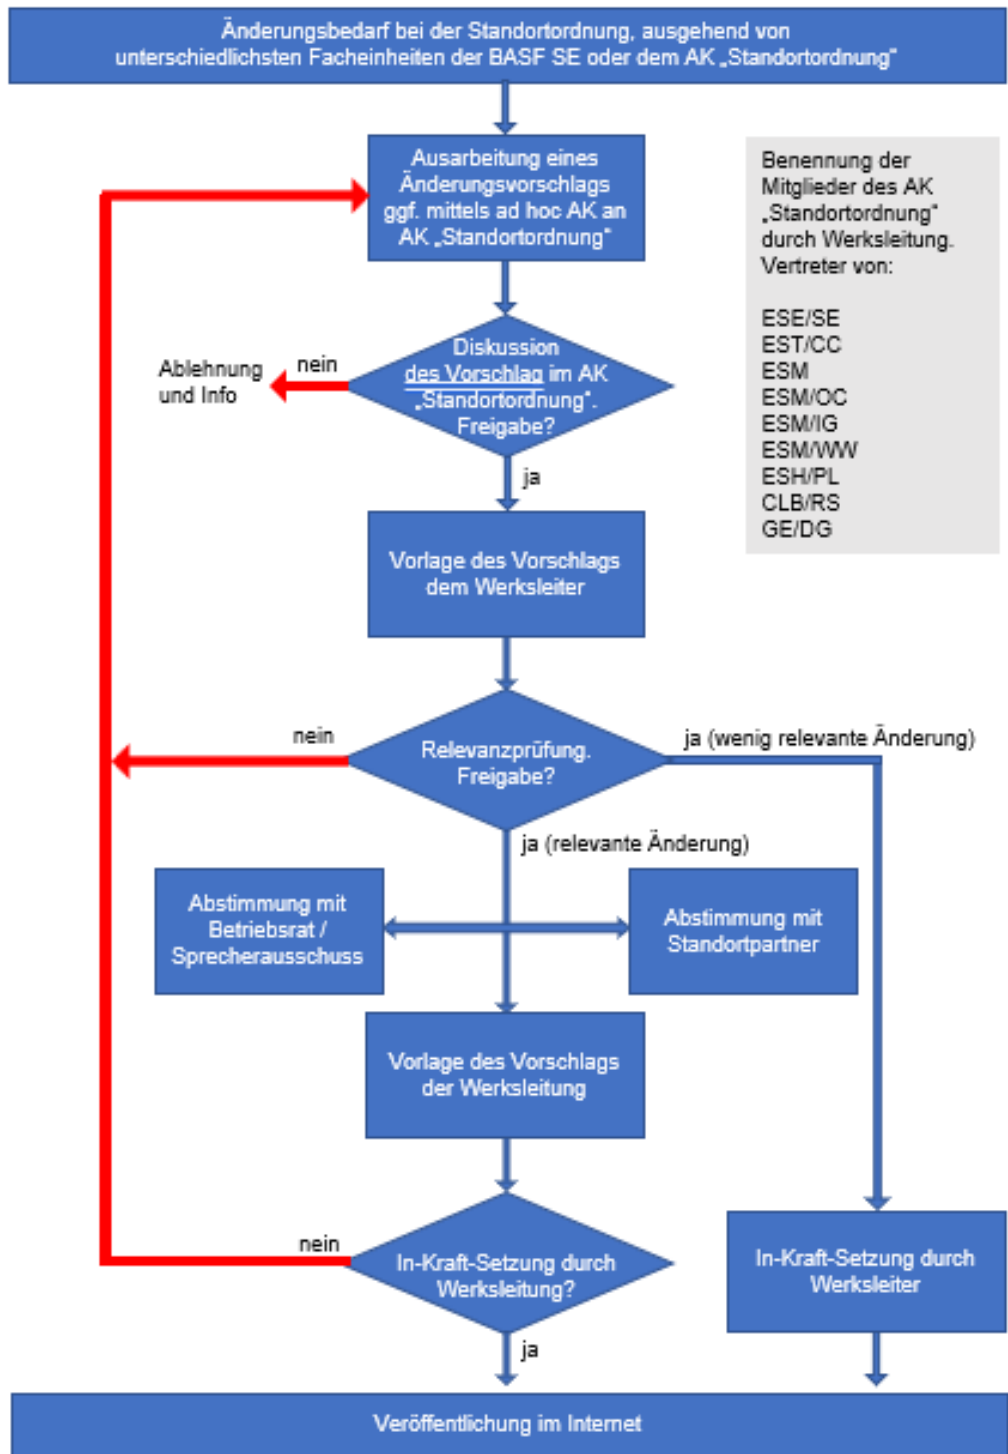 Änderungsbedarf bei der Standortordnung, ausgehend von
unterschiedlichsten Facheinheiten der BASF SE oder dem AK „Standortordnung“
Ausarbeitung eines
Änderungsvorschlags
ggf. mittels ad hoc AK an
AK „Standortordnung“
Benennung der
Mitglieder des AK
„Standortordnung“
durch Werksleitung.
Vertreter von:
ESE/SE
EST/CC
ESM
ESM/OC
ESM/IG
ESM/WW
ESH/PL
CLB/RS
GE/DG
Diskussion
des Vorschlag im AK
„Standortordnung“.
Freigabe?
nein
Ablehnung
und Info
ja
Vorlage des Vorschlags
dem Werksleiter
Relevanzprüfung.
Freigabe?
nein
ja (wenig relevante Änderung)
ja (relevante Änderung)
Abstimmung mit
Betriebsrat /
Sprecherausschuss
Abstimmung mit
Standortpartner
Vorlage des Vorschlags
der Werksleitung
In-Kraft-Setzung durch
Werksleitung?
nein
ja
In-Kraft-Setzung durch
Werksleiter
Veröffentlichung im Internet